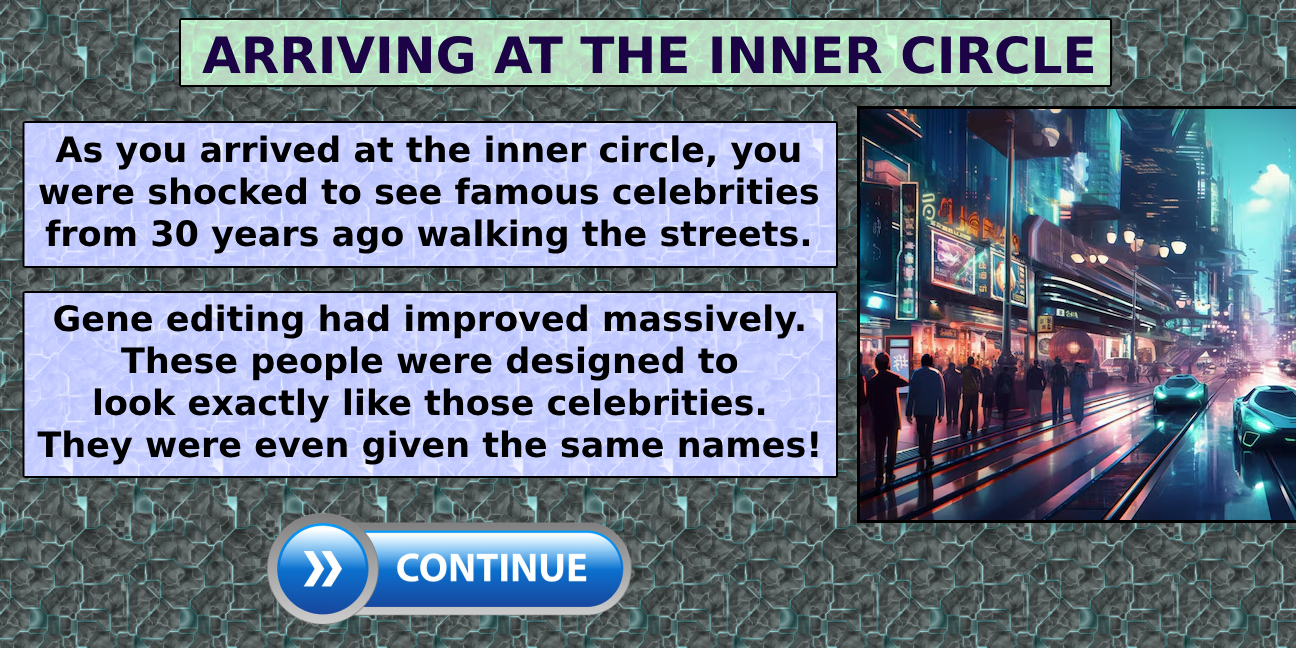 ARRIVING AT THE INNER CIRCLE
As you arrived at the inner circle, you
were shocked to see famous celebrities
from 30 years ago walking the streets.
Gene editing had improved massively.
These people were designed to
look exactly like those celebrities.
They were even given the same names!
CONTINUE